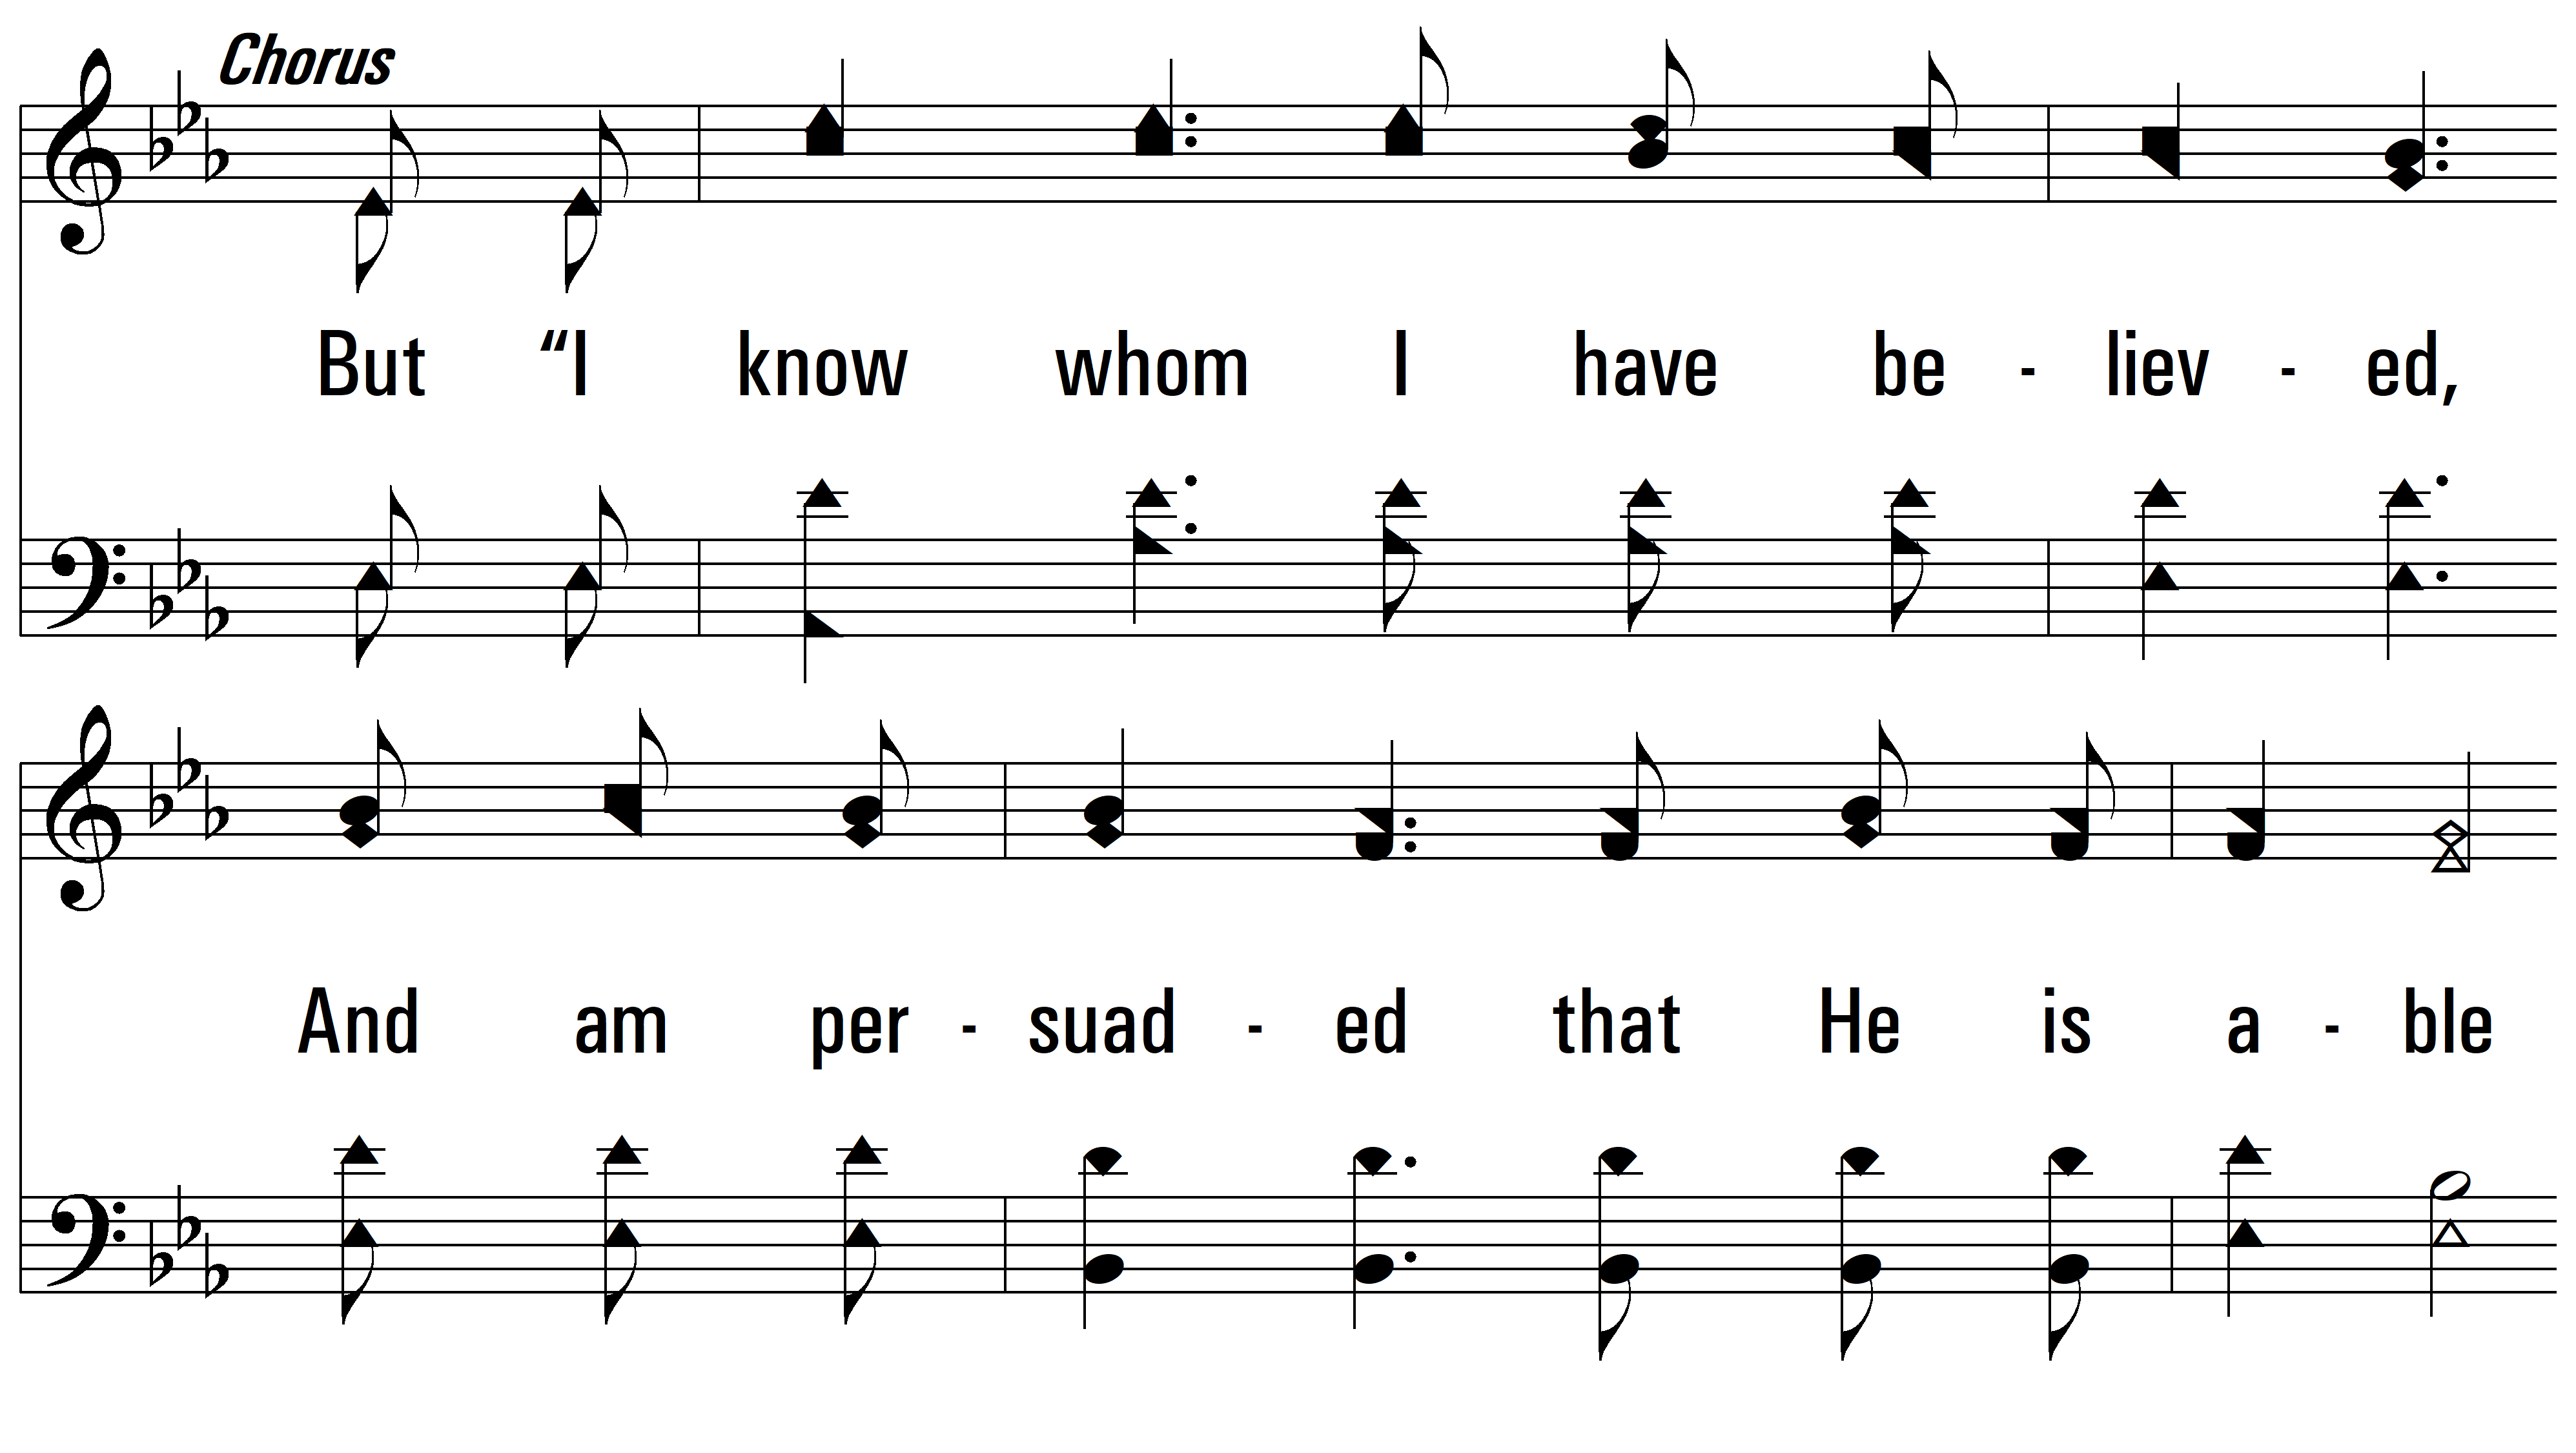 Chorus
But “I know whom I have be - liev - ed,
And am per - suad - ed that He is a - ble